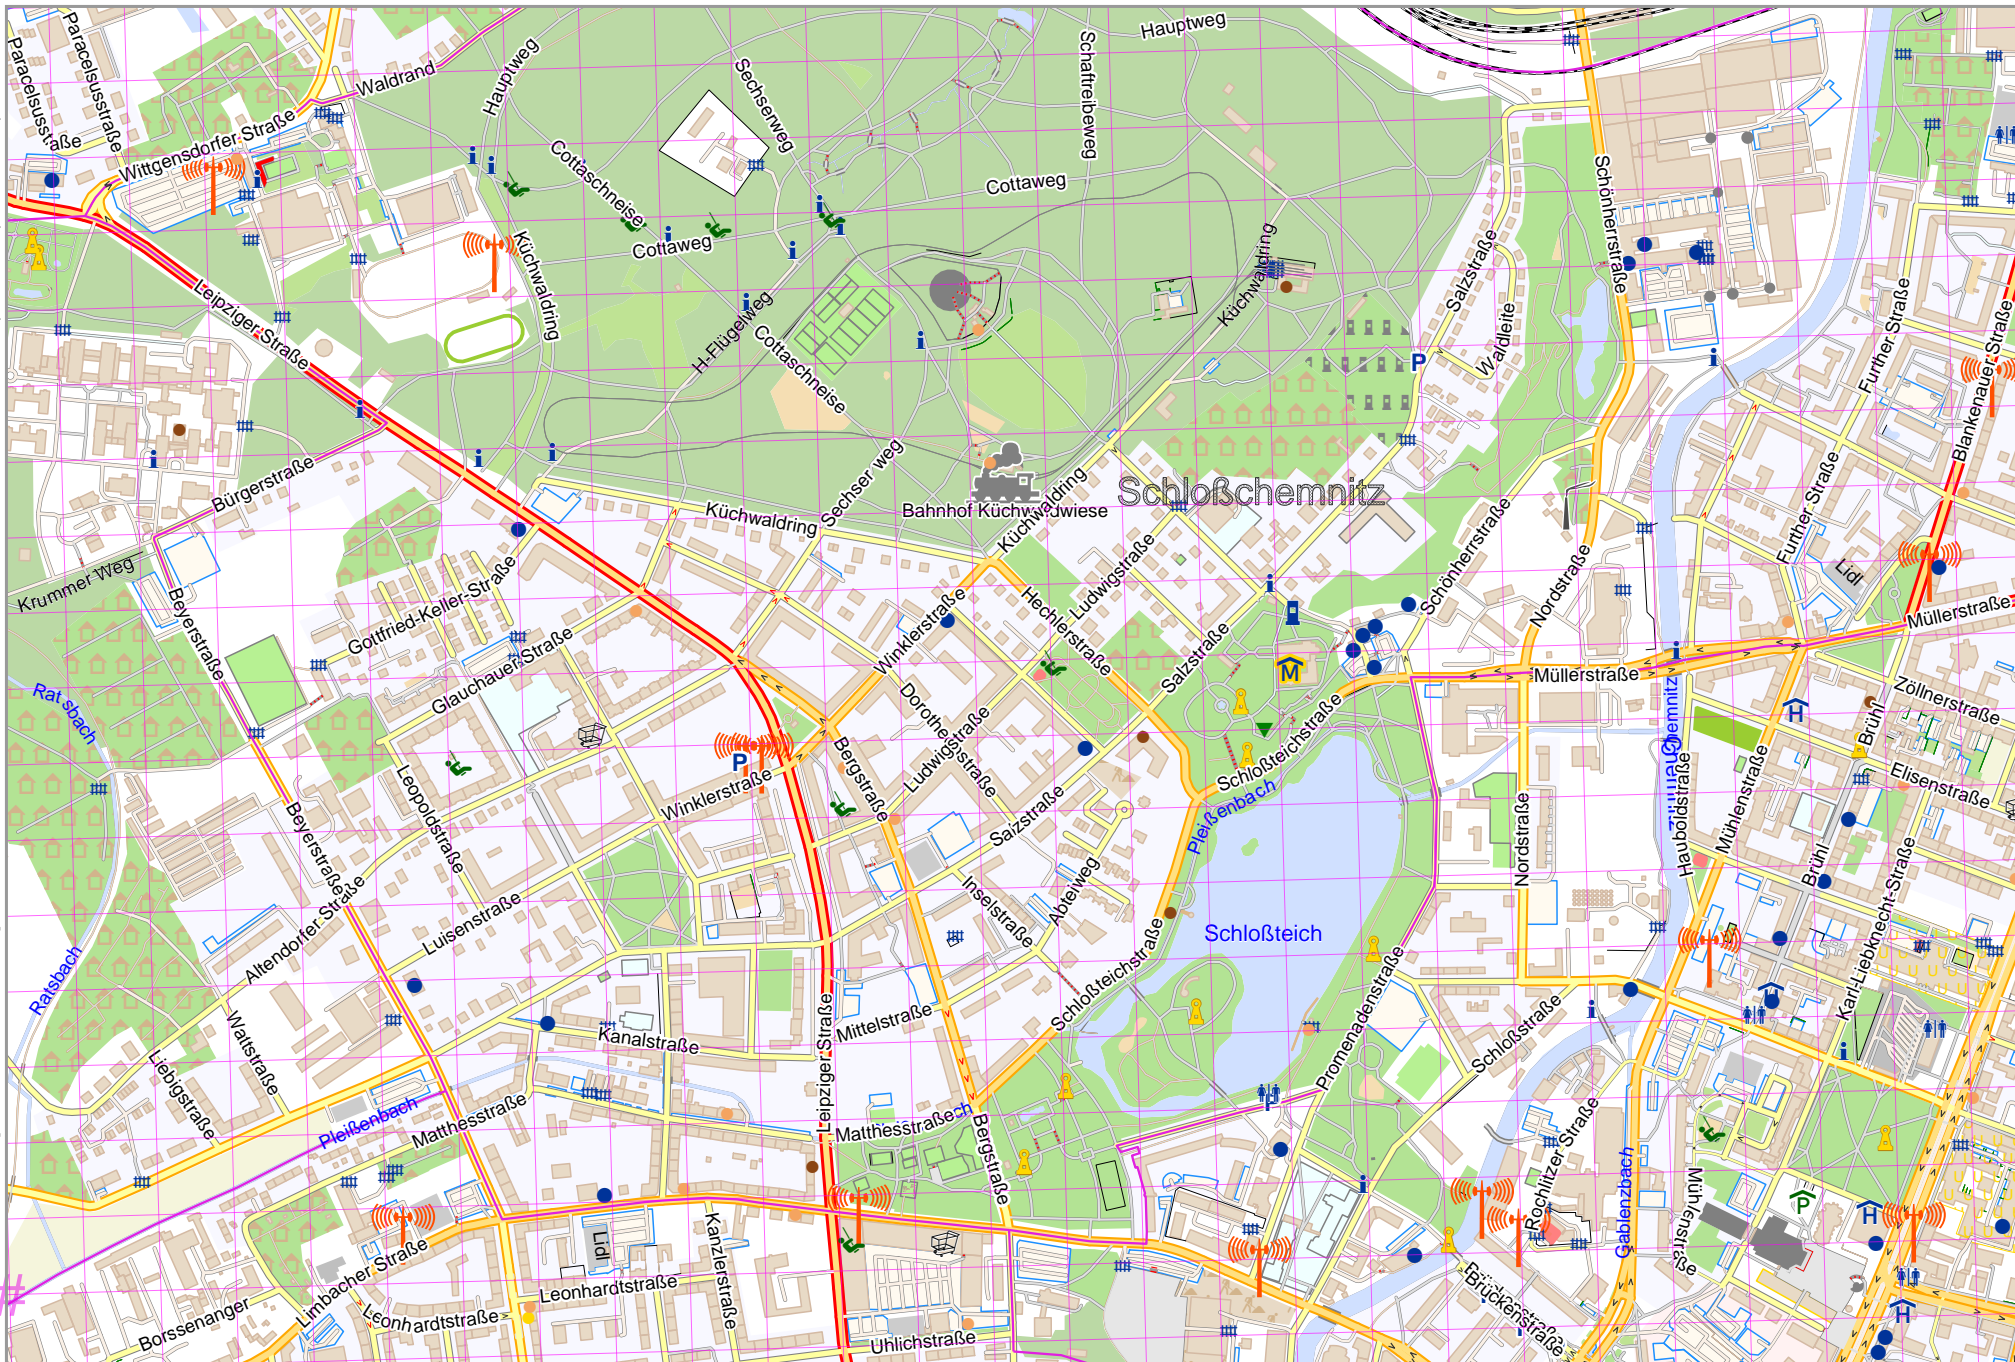 Hauptweg
Paracelsusstraße
Paracelsusstraße
Waldrand
Hauptweg
Sechserweg
Schaftreibeweg
Wittgensdorfer Straße
Cottaschneise
Cottaweg
Schönherrstraße
Cottaweg
Küchwaldring
Küchwaldring
Salzstraße
Leipziger Straße
H-Flügelweg
Cottaschneise
Waldleite
Further Straße
Blankenauer Straße
P
Bürgerstraße
Sechser weg
Küchwaldring
Bahnhof Küchwaldwiese
Küchwaldring
Schloßchemnitz
Further Straße
Schönherrstraße
Krummer Weg
Beyerstraße
Gottfried-Keller-Straße
Winklerstraße
Hechlerstraße
Ludwigstraße
Nordstraße
Lidl
Müllerstraße
Glauchauer Straße
Salzstraße
M
Müllerstraße
Ratsbach
Dorotheenstraße
Ludwigstraße
Chemnitz
H
Brühl
Zöllnerstraße
P
Bergstraße
Schloßteichstraße
Leopoldstraße
Winklerstraße
Pleißenbach
Elisenstraße
Beyerstraße
Salzstraße
Nordstraße
Hauboldstraße
Mühlenstraße
Brühl
Altendorfer Straße
Luisenstraße
Inselstraße
Abteiweg
Schloßteich
Karl-Liebknecht-Straße
Ratsbach
Wattstraße
Liebigstraße
Kanalstraße
Leipziger Straße
Mittelstraße
Schloßteichstraße
Promenadenstraße
Schloßstraße
Pleißenbach
Matthesstraße
Matthesstraße
Bergstraße
P
Rochlitzer Straße
Gablenzbach
Mühlenstraße
P
H
Limbacher Straße
Lidl
Kanzlerstraße
Leonhardtstraße
Leonhardtstraße
Borssenanger
Uhlichstraße
Brückenstraße
Brückenstraße
H